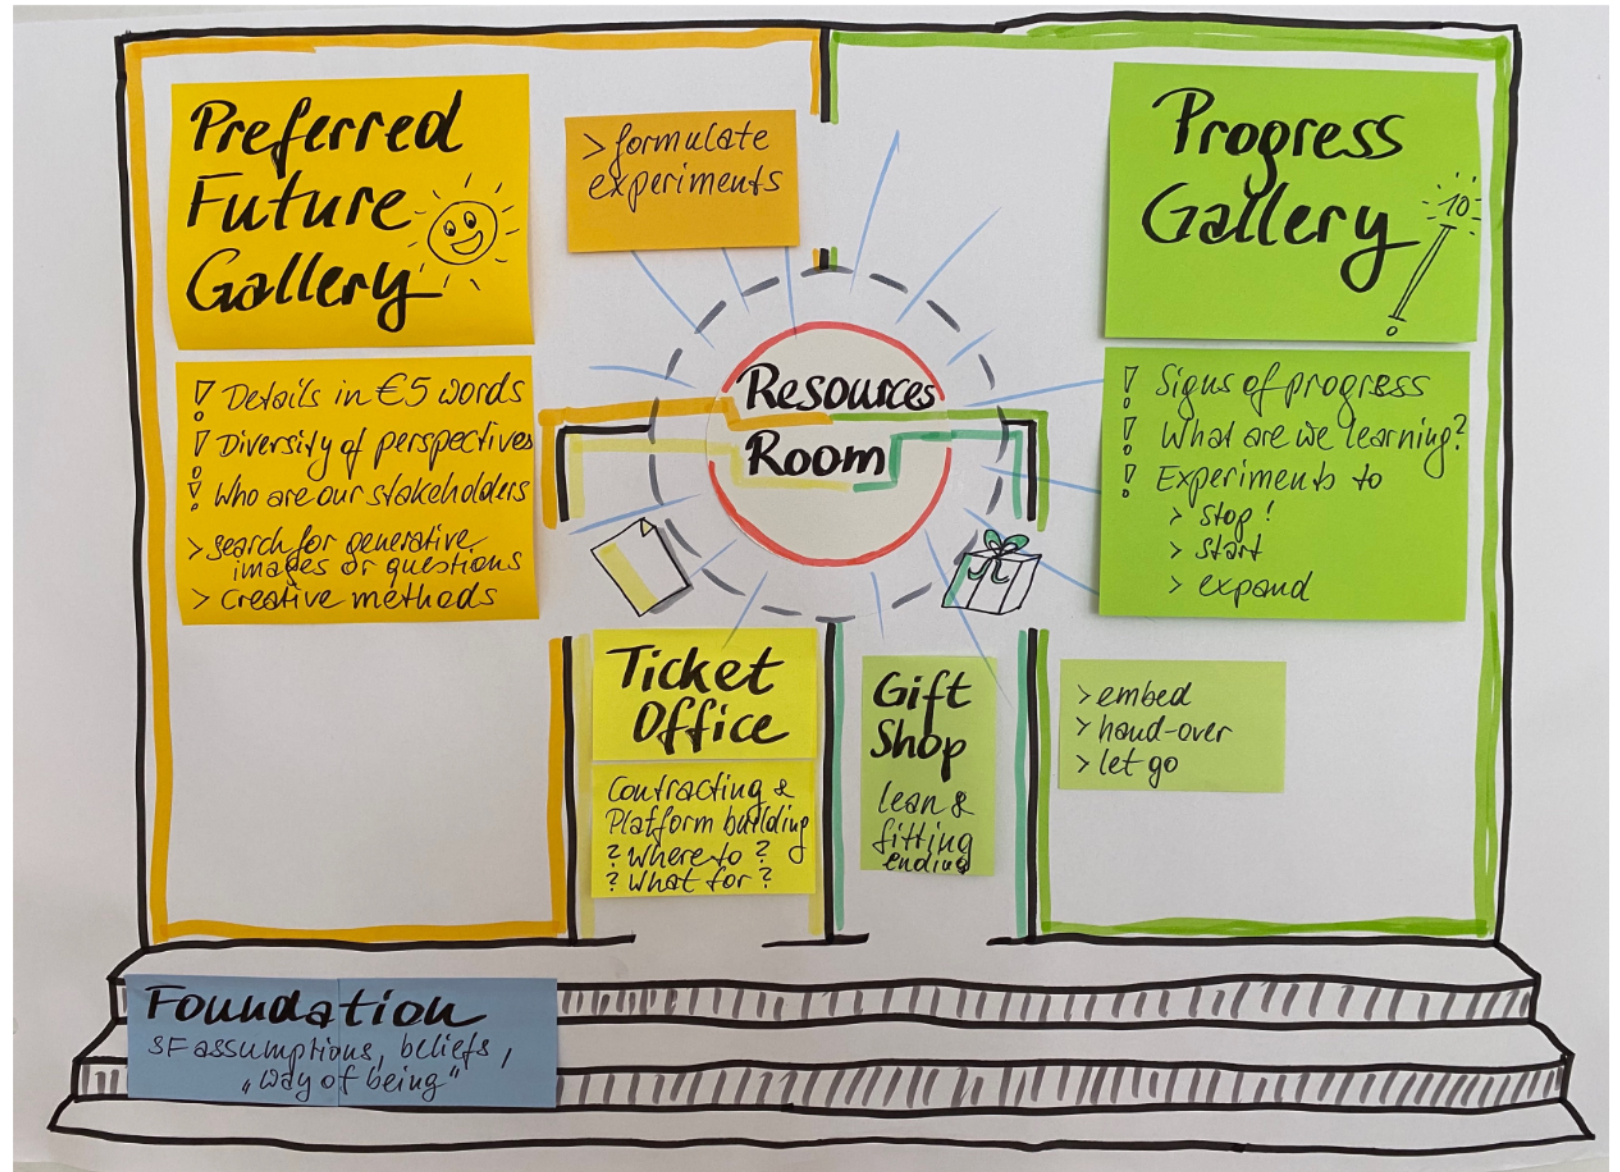 Preferred
Future
Gallery
! Details in €5 words
! Diversity of perspectives
! Who are our stakeholders
> search for generative
images or questions
> creative methods
> formulate
experiments
Resources
Room
Progress
Gallery
10
0
! Signs of progress
! What are we learning?
! Experiments to
> stop!
> start
> expand
> embed
> hand-over
> let go
Ticket
Office
Contracting &
Platform building
? Where to ?
? What for ?
Gift
Shop
lean &
fitting
ending
Foundation
SF assumptions, beliefs,
„way of being“